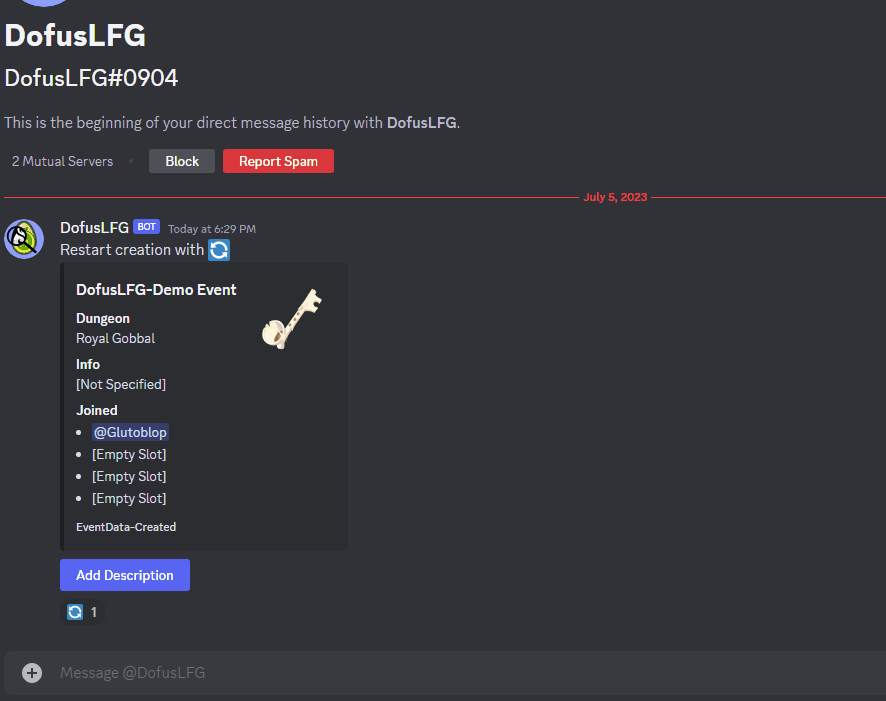 DofusLFG
DofusLFG#0904
This is the beginning of your direct message history with DofusLFG.
2 Mutual Servers • Block Report Spam
July 5, 2023
DofusLFG BOT Today at 6:29 PM
Restart creation with 🔄
DofusLFG-Demo Event
Dungeon
Royal Gobbal
Info
[Not Specified]
Joined
• @Glutoblop
• [Empty Slot]
• [Empty Slot]
• [Empty Slot]
EventData-Created
Add Description
🔄 1
Message @DofusLFG